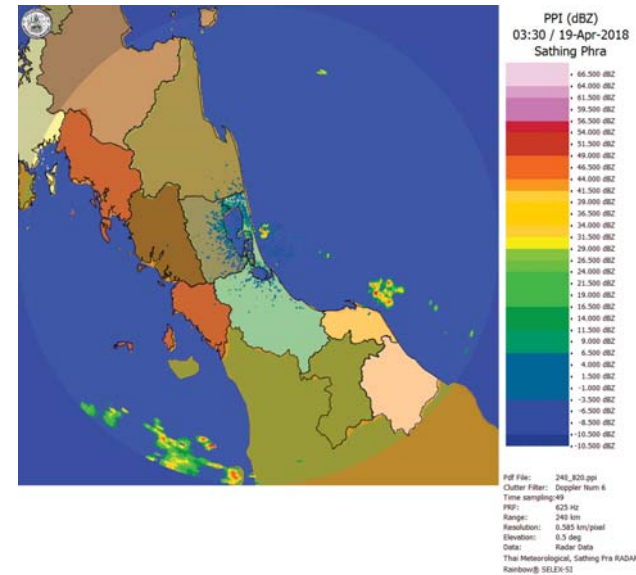 PPI (dBZ)
03:30 / 19-Apr-2018
Sathing Phra
66.500 dBZ
64.000 dBZ
61.500 dBZ
59.500 dBZ
56.500 dBZ
54.000 dBZ
51.500 dBZ
49.000 dBZ
46.500 dBZ
44.000 dBZ
41.500 dBZ
39.000 dBZ
36.500 dBZ
34.000 dBZ
31.500 dBZ
29.000 dBZ
26.500 dBZ
24.000 dBZ
21.500 dBZ
19.000 dBZ
16.500 dBZ
14.000 dBZ
11.500 dBZ
9.000 dBZ
6.500 dBZ
4.000 dBZ
1.500 dBZ
-1.000 dBZ
-3.500 dBZ
-6.500 dBZ
-8.500 dBZ
-10.500 dBZ
-10.500 dBZ
Pdf File: 240_820.ppi
Clutter Filter: Doppler Num 6
Time sampling:49
PRF: 625 Hz
Range: 240 km
Resolution: 0.585 km/pixel
Elevation: 0.5 deg
Data: Radar Data
Thai Meteorological, Sathing Pra RADAR
Rainbow® SELEX-SI